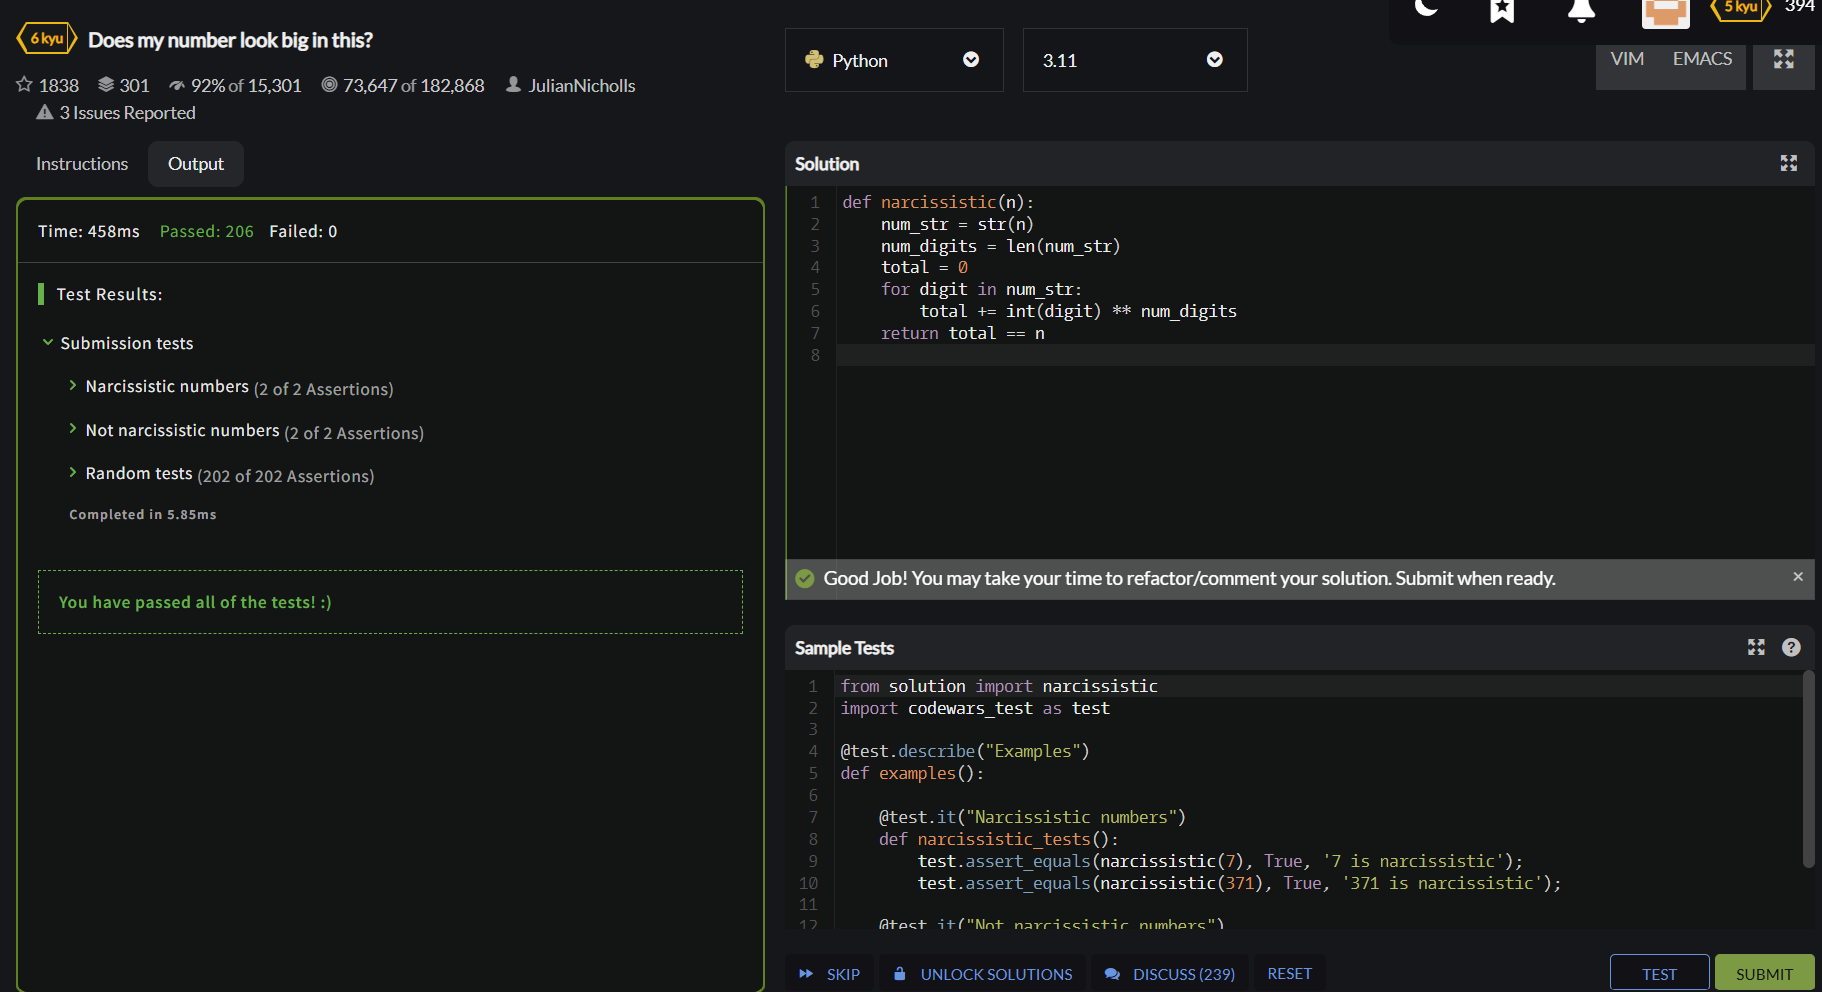 6 kyu Does my number look big in this?
1838 301 92% of 15,301 73,647 of 182,868 JulianNicholls
3 Issues Reported
Instructions Output
Time: 458ms Passed: 206 Failed: 0
Test Results:
Submission tests
Narcissistic numbers (2 of 2 Assertions)
Not narcissistic numbers (2 of 2 Assertions)
Random tests (202 of 202 Assertions)
Completed in 5.85ms
You have passed all of the tests! :)
5 kyu 394
Python 3.11 VIM EMACS
Solution
1 def narcissistic(n):
2     num_str = str(n)
3     num_digits = len(num_str)
4     total = 0
5     for digit in num_str:
6         total += int(digit) ** num_digits
7     return total == n
8
Good Job! You may take your time to refactor/comment your solution. Submit when ready. ×
Sample Tests ?
1 from solution import narcissistic
2 import codewars_test as test
3
4 @test.describe("Examples")
5 def examples():
6
7     @test.it("Narcissistic numbers")
8     def narcissistic_tests():
9         test.assert_equals(narcissistic(7), True, '7 is narcissistic');
10         test.assert_equals(narcissistic(371), True, '371 is narcissistic');
11
12     @test.it("Not narcissistic numbers")
SKIP UNLOCK SOLUTIONS DISCUSS (239) RESET TEST SUBMIT